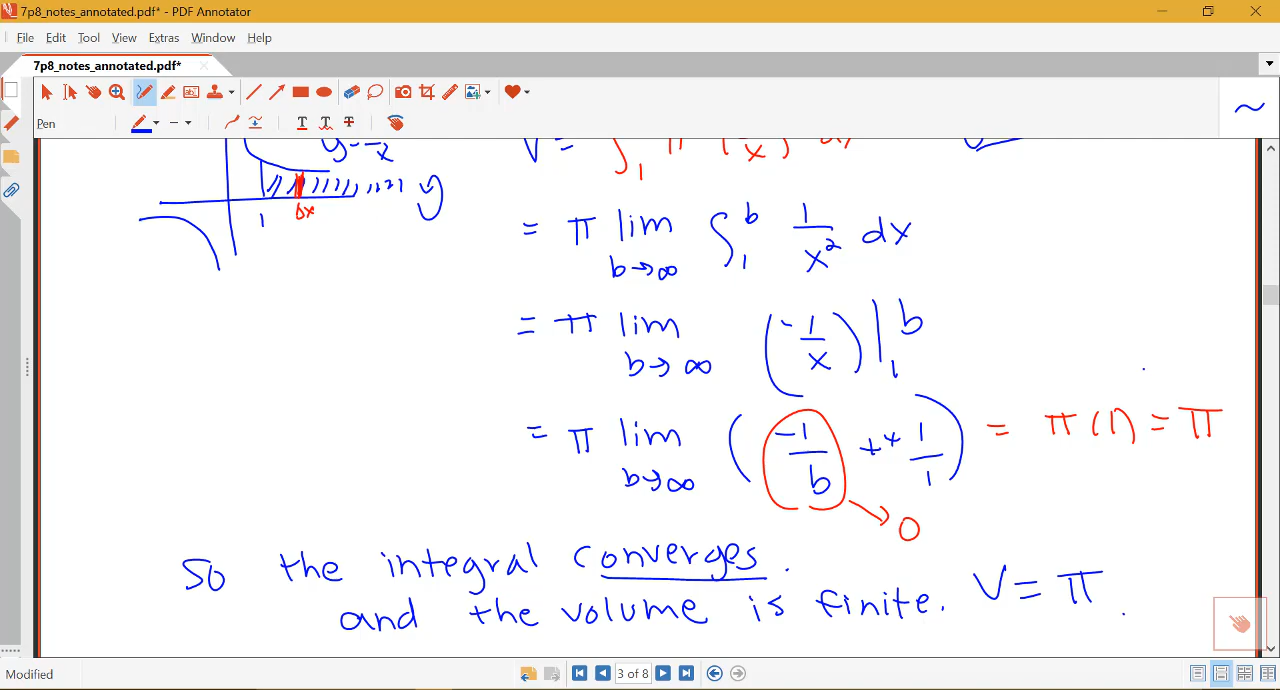 7p8_notes_annotated.pdf* - PDF Annotator
File Edit Tool View Extras Window Help
7p8_notes_annotated.pdf*
Pen
1 Δx
= π lim b→∞ ∫₁ᵇ 1/x² dx
= π lim b→∞ (-1/x) |₁ᵇ
= π lim b→∞ (-1/b + + 1/1) = π(1) = π
0
So the integral converges.
and the volume is finite. V = π.
Modified
3 of 8